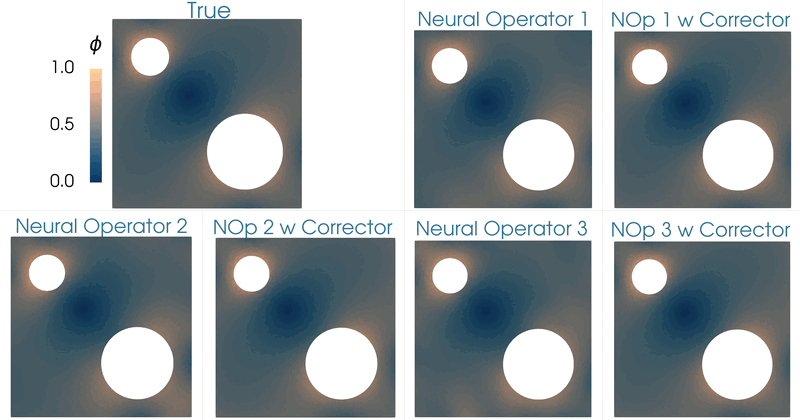 True
Neural Operator 1
NOp 1 w Corrector
ϕ
1.0
0.5
0.0
Neural Operator 2
NOp 2 w Corrector
Neural Operator 3
NOp 3 w Corrector